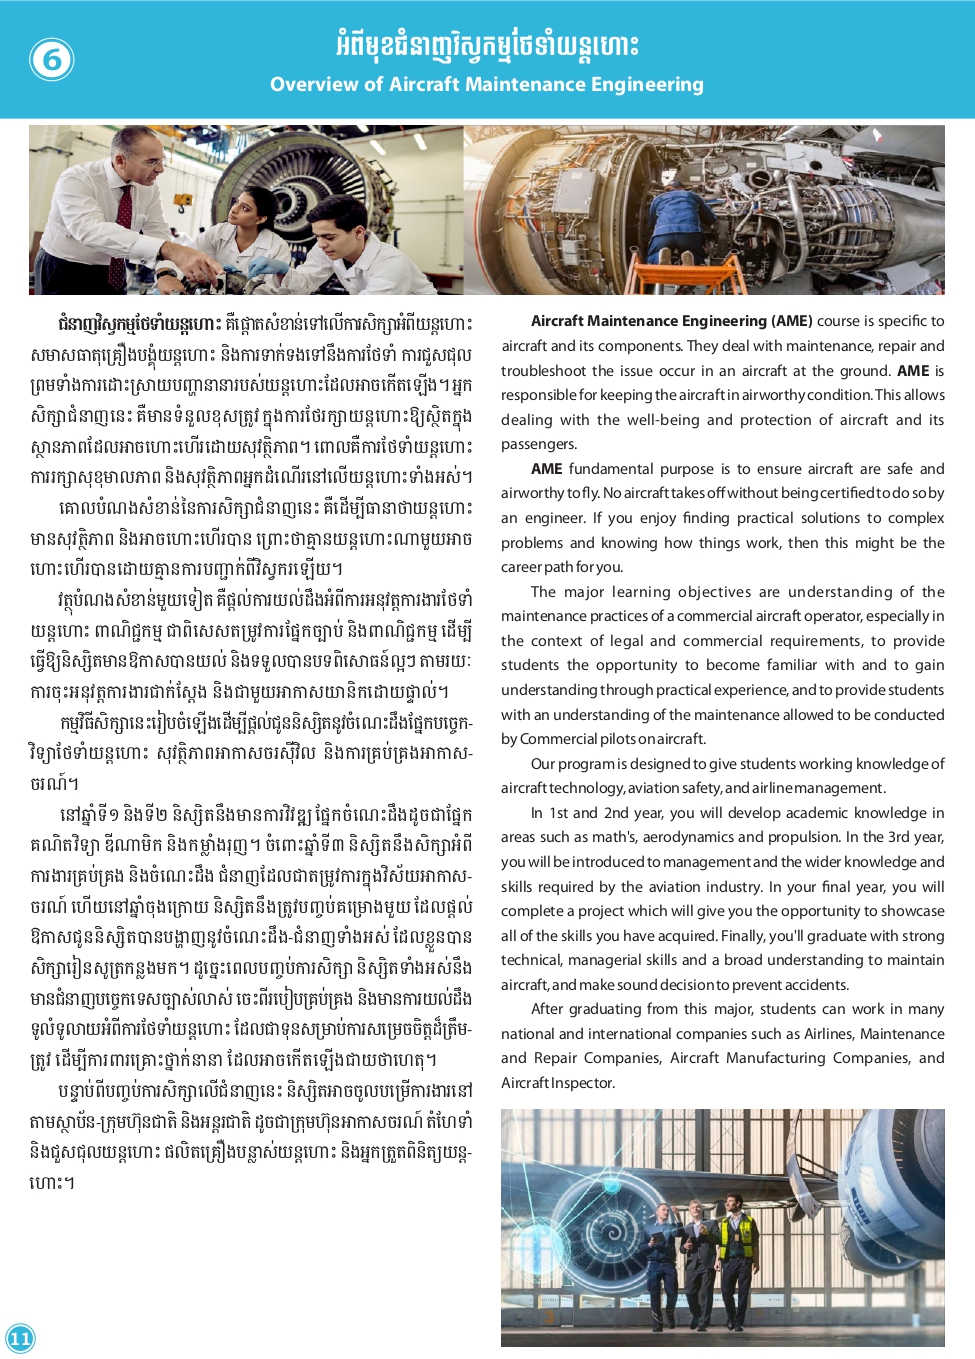 6
អំពីមុខជំនាញវិស្វកម្មថែទាំយន្តហោះ
Overview of Aircraft Maintenance Engineering
ជំនាញវិស្វកម្មថែទាំយន្តហោះ គឺផ្តោតសំខាន់ទៅលើការសិក្សាអំពីយន្តហោះ
សមាសធាតុគ្រឿងបង្គុំយន្តហោះ និងការទាក់ទងទៅនឹងការថែទាំ ការជួសជុល
ព្រមទាំងការដោះស្រាយបញ្ហានានារបស់យន្តហោះដែលអាចកើតឡើង។ អ្នក
សិក្សាជំនាញនេះ គឺមានទំនួលខុសត្រូវ ក្នុងការថែរក្សាយន្តហោះឱ្យស្ថិតក្នុង
ស្ថានភាពដែលអាចហោះហើរដោយសុវត្ថិភាព។ ពោលគឺការថែទាំយន្តហោះ
ការរក្សាសុខុមាលភាព និងសុវត្ថិភាពអ្នកដំណើរនៅលើយន្តហោះទាំងអស់។
គោលបំណងសំខាន់នៃការសិក្សាជំនាញនេះ គឺដើម្បីធានាថាយន្តហោះ
មានសុវត្ថិភាព និងអាចហោះហើរបាន ព្រោះថាគ្មានយន្តហោះណាមួយអាច
ហោះហើរបានដោយគ្មានការបញ្ជាក់ពីវិស្វករឡើយ។
វត្ថុបំណងសំខាន់មួយទៀត គឺផ្តល់ការយល់ដឹងអំពីការអនុវត្តការងារថែទាំ
យន្តហោះ ពាណិជ្ជកម្ម ជាពិសេសតម្រូវការផ្នែកច្បាប់ និងពាណិជ្ជកម្ម ដើម្បី
ធ្វើឱ្យនិស្សិតមានឱកាសបានយល់ និងទទួលបានបទពិសោធន៍ល្អៗ តាមរយៈ
ការចុះអនុវត្តការងារជាក់ស្តែង និងជាមួយអាកាសយានិកដោយផ្ទាល់។
កម្មវិធីសិក្សានេះរៀបចំឡើងដើម្បីផ្តល់ជូននិស្សិតនូវចំណេះដឹងផ្នែកបច្ចេក-
វិទ្យាថែទាំយន្តហោះ សុវត្ថិភាពអាកាសចរស៊ីវិល និងការគ្រប់គ្រងអាកាស-
ចរណ៍។
នៅឆ្នាំទី១ និងទី២ និស្សិតនឹងមានការវិវឌ្ឍ ផ្នែកចំណេះដឹងដូចជាផ្នែក
គណិតវិទ្យា ឌីណាមិក និងកម្លាំងរុញ។ ចំពោះឆ្នាំទី៣ និស្សិតនឹងសិក្សាអំពី
ការងារគ្រប់គ្រង និងចំណេះដឹង ជំនាញដែលជាតម្រូវការក្នុងវិស័យអាកាស-
ចរណ៍ ហើយនៅឆ្នាំចុងក្រោយ និស្សិតនឹងត្រូវបញ្ចប់គម្រោងមួយ ដែលផ្តល់
ឱកាសជូននិស្សិតបានបង្ហាញនូវចំណេះដឹង-ជំនាញទាំងអស់ ដែលខ្លួនបាន
សិក្សារៀនសូត្រកន្លងមក។ ដូច្នេះពេលបញ្ចប់ការសិក្សា និស្សិតទាំងអស់នឹង
មានជំនាញបច្ចេកទេសច្បាស់លាស់ ចេះពីរបៀបគ្រប់គ្រង និងមានការយល់ដឹង
ទូលំទូលាយអំពីការថែទាំយន្តហោះ ដែលជាទុនសម្រាប់ការសម្រេចចិត្តដ៏ត្រឹម-
ត្រូវ ដើម្បីការពារគ្រោះថ្នាក់នានា ដែលអាចកើតឡើងជាយថាហេតុ។
បន្ទាប់ពីបញ្ចប់ការសិក្សាលើជំនាញនេះ និស្សិតអាចចូលបម្រើការងារនៅ
តាមស្ថាប័ន-ក្រុមហ៊ុនជាតិ និងអន្តរជាតិ ដូចជាក្រុមហ៊ុនអាកាសចរណ៍ តំហែទាំ
និងជួសជុលយន្តហោះ ផលិតគ្រឿងបន្លាស់យន្តហោះ និងអ្នកត្រួតពិនិត្យយន្ត-
ហោះ។
Aircraft Maintenance Engineering (AME) course is specific to
aircraft and its components. They deal with maintenance, repair and
troubleshoot the issue occur in an aircraft at the ground. AME is
responsible for keeping the aircraft in airworthy condition. This allows
dealing with the well-being and protection of aircraft and its
passengers.
AME fundamental purpose is to ensure aircraft are safe and
airworthy to fly. No aircraft takes off without being certified to do so by
an engineer. If you enjoy finding practical solutions to complex
problems and knowing how things work, then this might be the
career path for you.
The major learning objectives are understanding of the
maintenance practices of a commercial aircraft operator, especially in
the context of legal and commercial requirements, to provide
students the opportunity to become familiar with and to gain
understanding through practical experience, and to provide students
with an understanding of the maintenance allowed to be conducted
by Commercial pilots on aircraft.
Our program is designed to give students working knowledge of
aircraft technology, aviation safety, and airline management.
In 1st and 2nd year, you will develop academic knowledge in
areas such as math's, aerodynamics and propulsion. In the 3rd year,
you will be introduced to management and the wider knowledge and
skills required by the aviation industry. In your final year, you will
complete a project which will give you the opportunity to showcase
all of the skills you have acquired. Finally, you'll graduate with strong
technical, managerial skills and a broad understanding to maintain
aircraft, and make sound decision to prevent accidents.
After graduating from this major, students can work in many
national and international companies such as Airlines, Maintenance
and Repair Companies, Aircraft Manufacturing Companies, and
Aircraft Inspector.
11